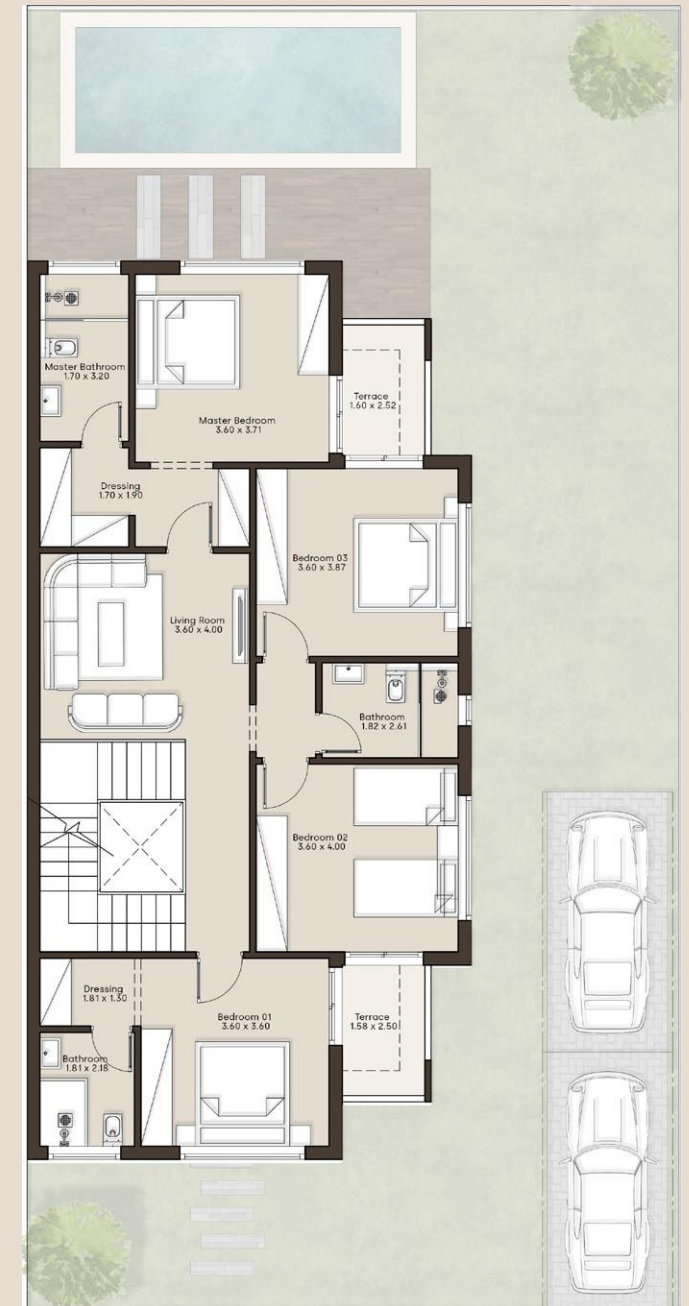 Master Bathroom
1.70 x 3.20
Master Bedroom
3.60 x 3.71
Terrace
1.60 x 2.52
Dressing
1.70 x 1.90
Bedroom 03
3.60 x 3.87
Living Room
3.60 x 4.00
Bathroom
1.82 x 2.61
Bedroom 02
3.60 x 4.00
Dressing
1.81 x 1.30
Bedroom 01
3.60 x 3.60
Terrace
1.58 x 2.50
Bathroom
1.81 x 2.18